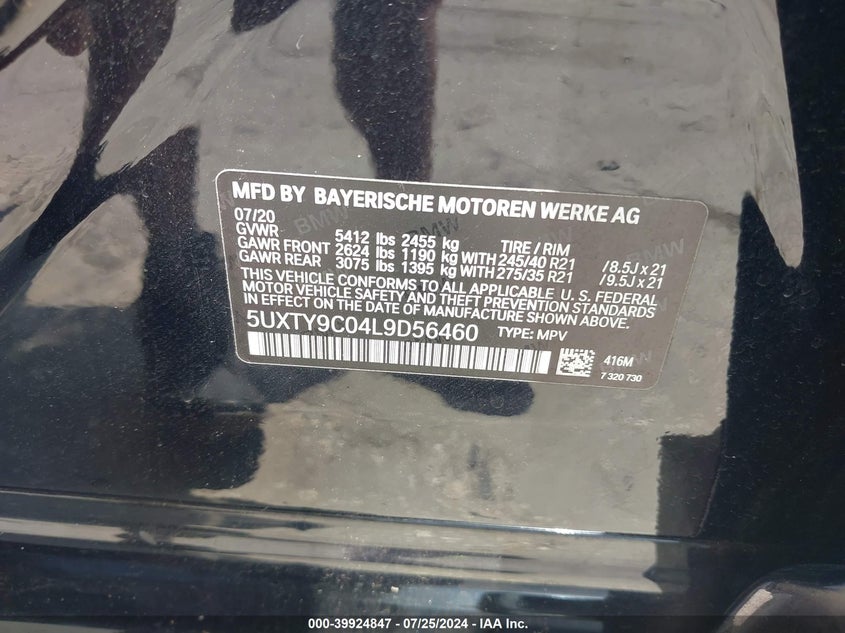 MFD BY BAYERISCHE MOTOREN WERKE AG
07/20
GVWR 5412 lbs 2455 kg TIRE / RIM
GAWR FRONT 2624 lbs 1190 kg WITH 245/40 R21 / 8.5J x 21
GAWR REAR 3075 lbs 1395 kg WITH 275/35 R21 / 9.5J x 21
THIS VEHICLE CONFORMS TO ALL APPLICABLE U. S. FEDERAL
MOTOR VEHICLE SAFETY AND THEFT PREVENTION STANDARDS
IN EFFECT ON THE DATE OF MANUFACTURE SHOWN ABOVE.
5UXTY9C04L9D56460 TYPE: MPV
416M
7 320 730
BMW
BMW
BMW
000-39924847 - 07/25/2024 - IAA Inc.